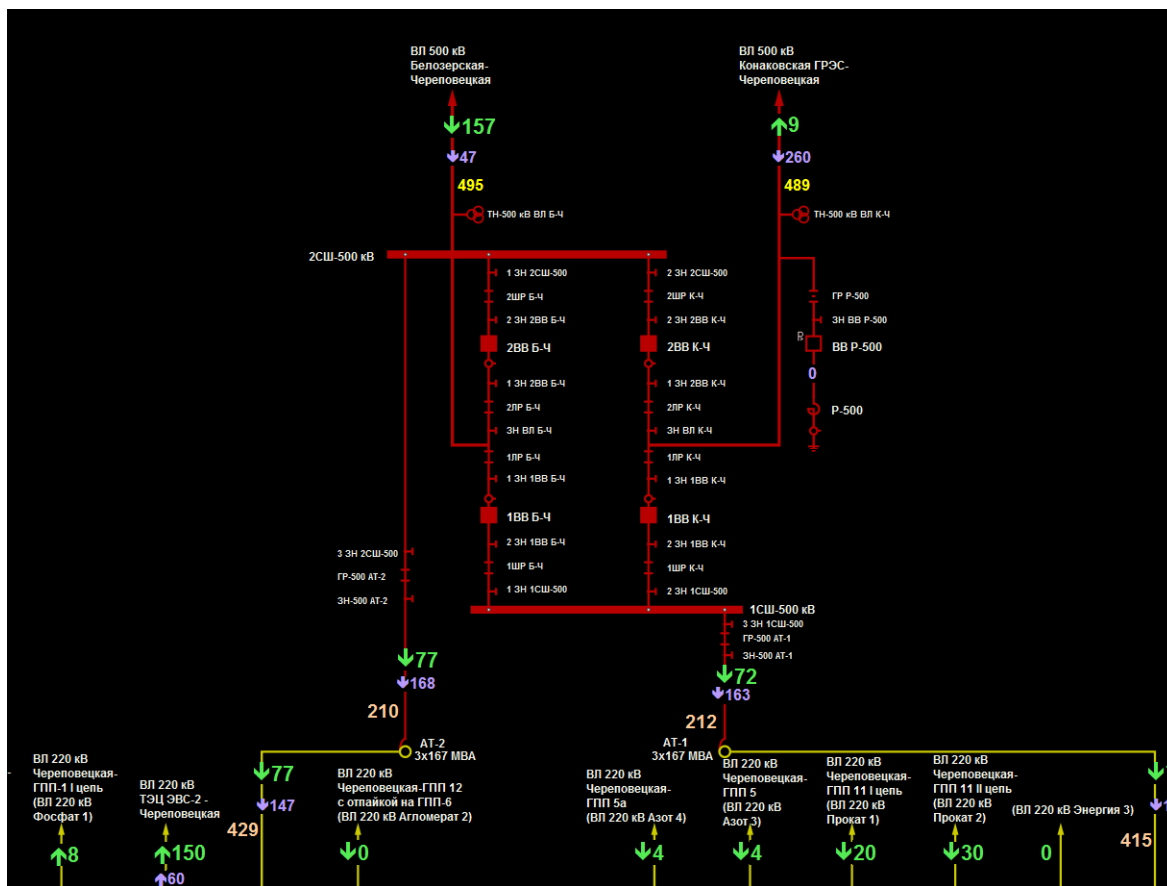 ВЛ 500 кВ
Белозерская-
Череповецкая
ВЛ 500 кВ
Конаковская ГРЭС-
Череповецкая
157
9
47
260
495
489
ТН-500 кВ ВЛ Б-Ч
ТН-500 кВ ВЛ К-Ч
2СШ-500 кВ
1 ЗН 2СШ-500
2 ЗН 2СШ-500
2ШР Б-Ч
2ШР К-Ч
ГР Р-500
2 ЗН 2ВВ Б-Ч
2 ЗН 2ВВ К-Ч
ЗН ВВ Р-500
R
2ВВ Б-Ч
2ВВ К-Ч
ВВ Р-500
0
1 ЗН 2ВВ Б-Ч
1 ЗН 2ВВ К-Ч
2ЛР Б-Ч
2ЛР К-Ч
Р-500
ЗН ВЛ Б-Ч
ЗН ВЛ К-Ч
1ЛР Б-Ч
1ЛР К-Ч
1 ЗН 1ВВ Б-Ч
1 ЗН 1ВВ К-Ч
1ВВ Б-Ч
1ВВ К-Ч
2 ЗН 1ВВ Б-Ч
2 ЗН 1ВВ К-Ч
3 ЗН 2СШ-500
1ШР Б-Ч
1ШР К-Ч
ГР-500 АТ-2
1 ЗН 1СШ-500
2 ЗН 1СШ-500
ЗН-500 АТ-2
1СШ-500 кВ
3 ЗН 1СШ-500
ГР-500 АТ-1
ЗН-500 АТ-1
77
72
168
163
210
212
АТ-2
3х167 МВА
АТ-1
3х167 МВА
ВЛ 220 кВ
Череповецкая-
ГПП-1 I цепь
(ВЛ 220 кВ
Фосфат 1)
ВЛ 220 кВ
ТЭЦ ЭВС-2 -
Череповецкая
77
147
429
ВЛ 220 кВ
Череповецкая-ГПП 12
с отпайкой на ГПП-6
(ВЛ 220 кВ Агломерат 2)
ВЛ 220 кВ
Череповецкая-
ГПП 5а
(ВЛ 220 кВ Азот 4)
ВЛ 220 кВ
Череповецкая-
ГПП 5
(ВЛ 220 кВ
Азот 3)
ВЛ 220 кВ
Череповецкая-
ГПП 11 I цепь
(ВЛ 220 кВ
Прокат 1)
ВЛ 220 кВ
Череповецкая-
ГПП 11 II цепь
(ВЛ 220 кВ
Прокат 2)
(ВЛ 220 кВ Энергия 3)
415
8
150
60
0
4
4
20
30
0